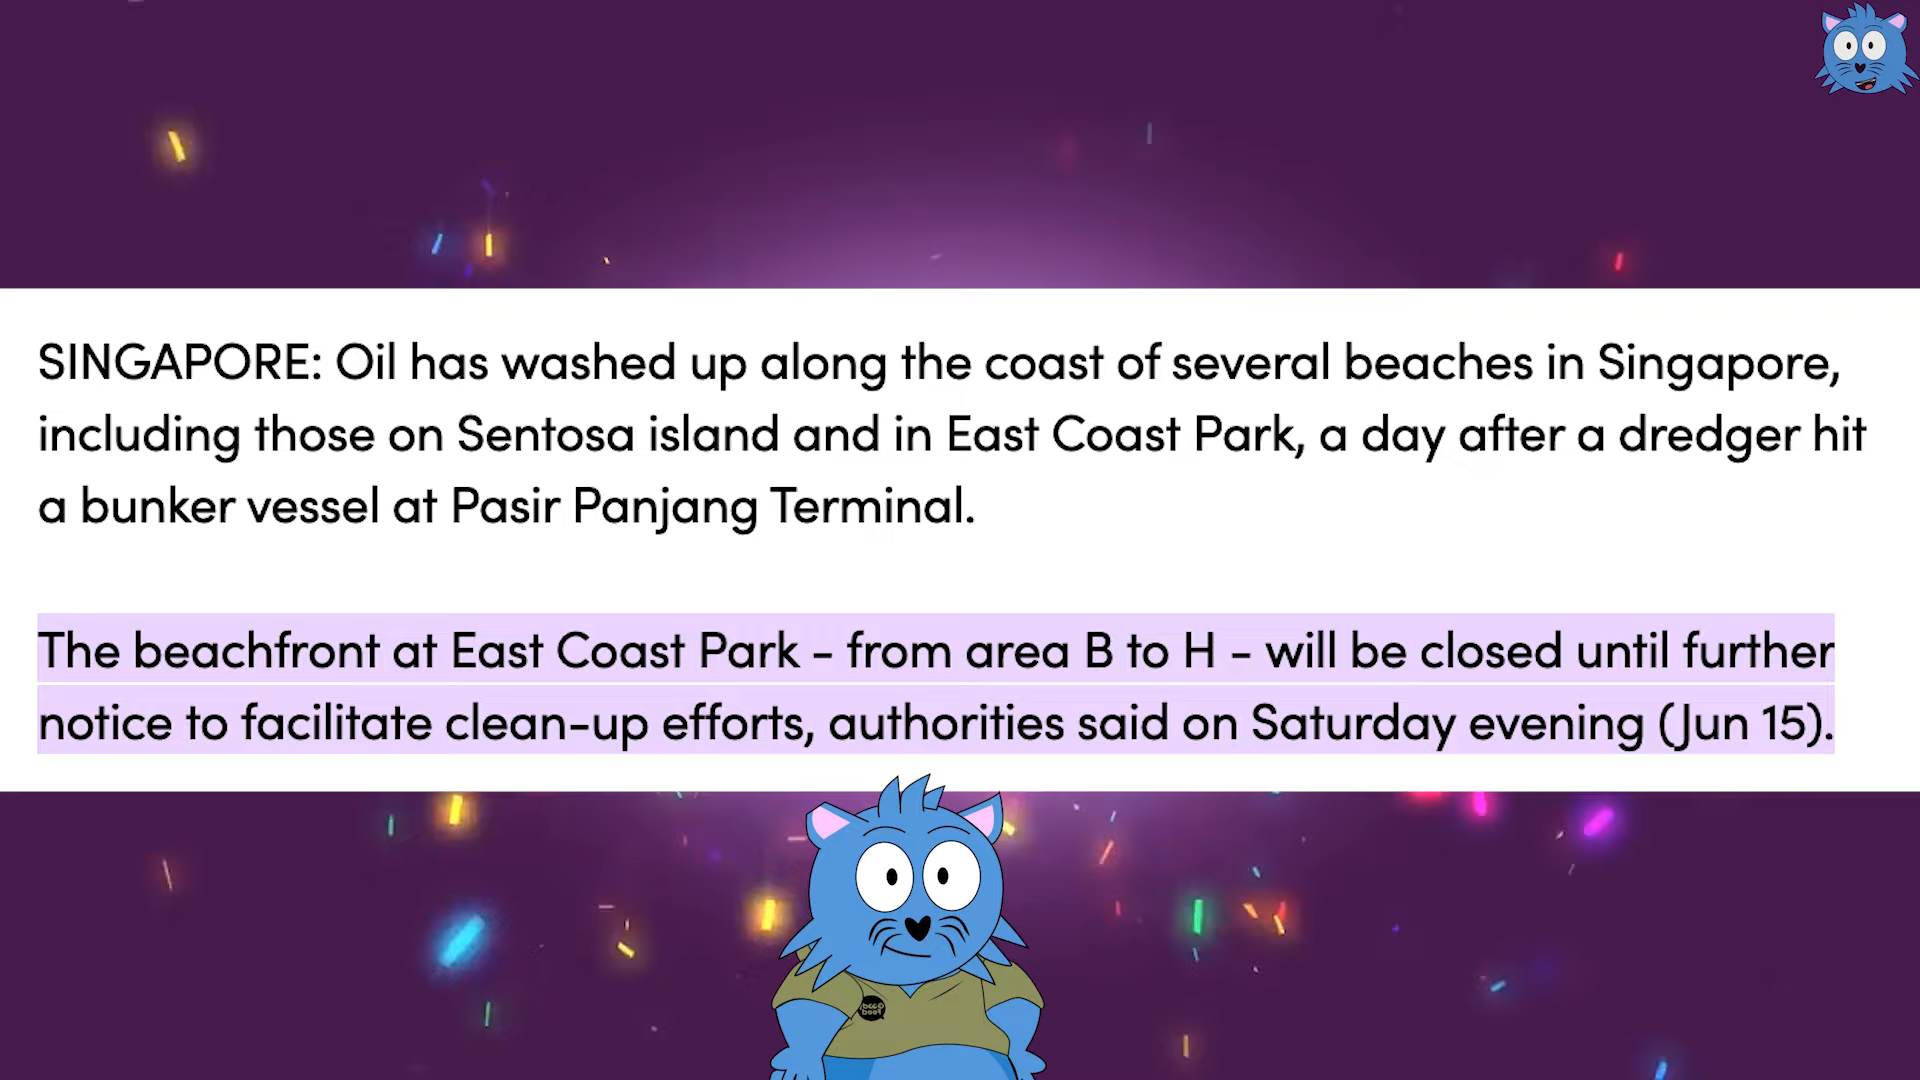 SINGAPORE: Oil has washed up along the coast of several beaches in Singapore,
including those on Sentosa island and in East Coast Park, a day after a dredger hit
a bunker vessel at Pasir Panjang Terminal.
The beachfront at East Coast Park – from area B to H – will be closed until further
notice to facilitate clean-up efforts, authorities said on Saturday evening (Jun 15).